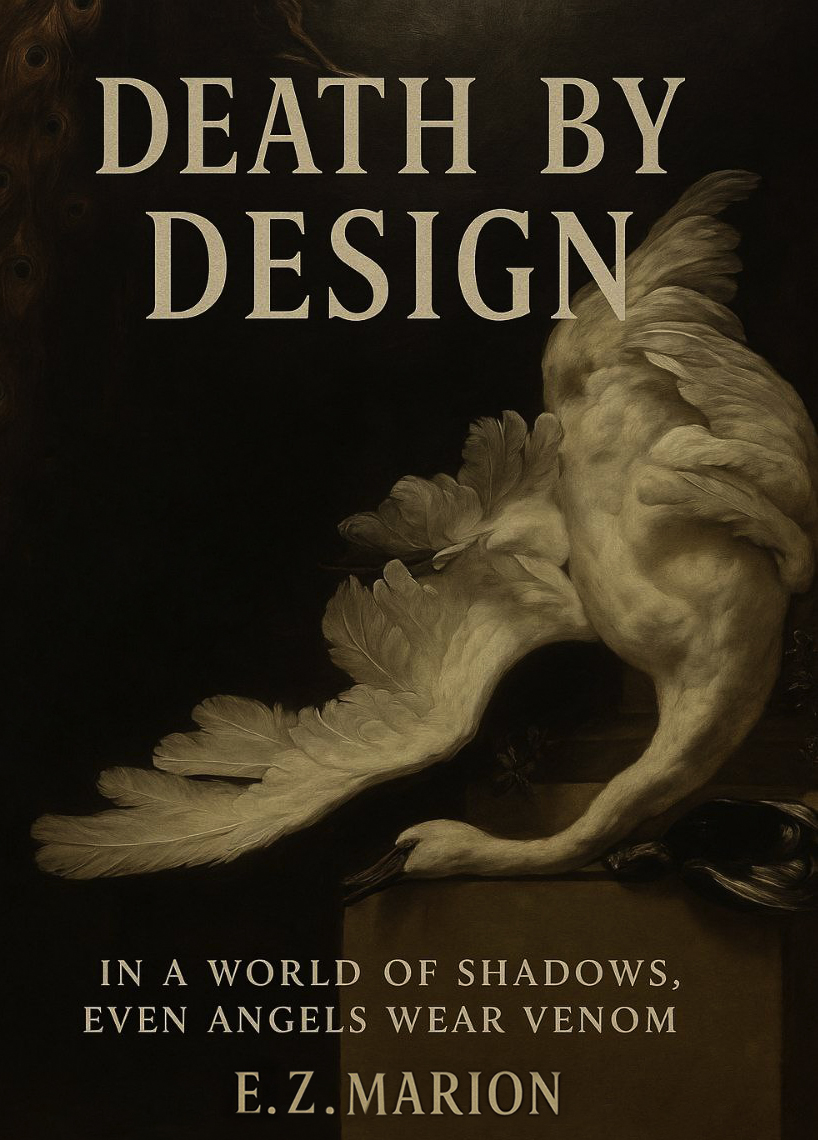 DEATH BY
DESIGN
IN A WORLD OF SHADOWS,
EVEN ANGELS WEAR VENOM
E.Z.MARION